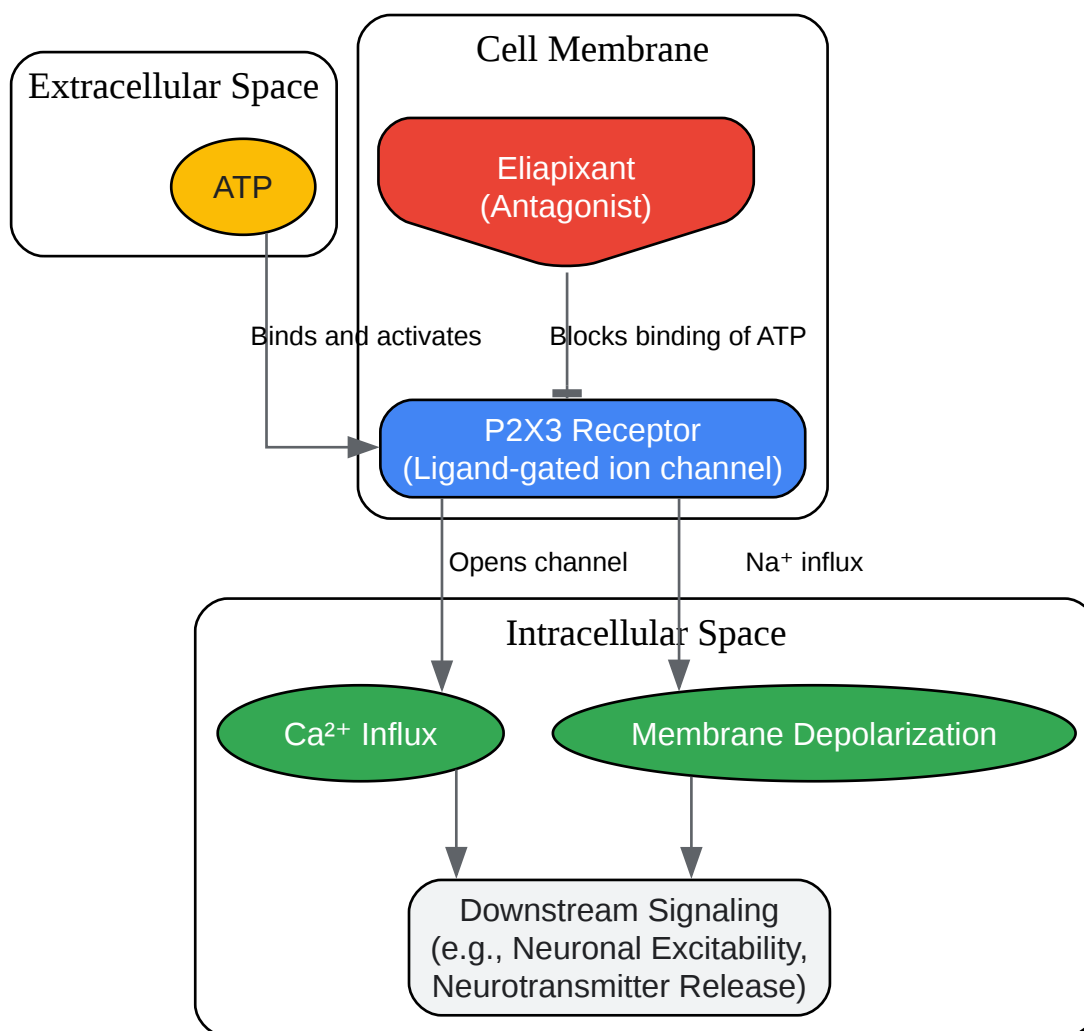 Cell Membrane
Extracellular Space
Eliapixant
(Antagonist)
ATP
Binds and activates
Blocks binding of ATP
P2X3 Receptor
(Ligand-gated ion channel)
Opens channel
Na⁺ influx
Intracellular Space
Ca²⁺ Influx
Membrane Depolarization
Downstream Signaling
(e.g., Neuronal Excitability,
Neurotransmitter Release)